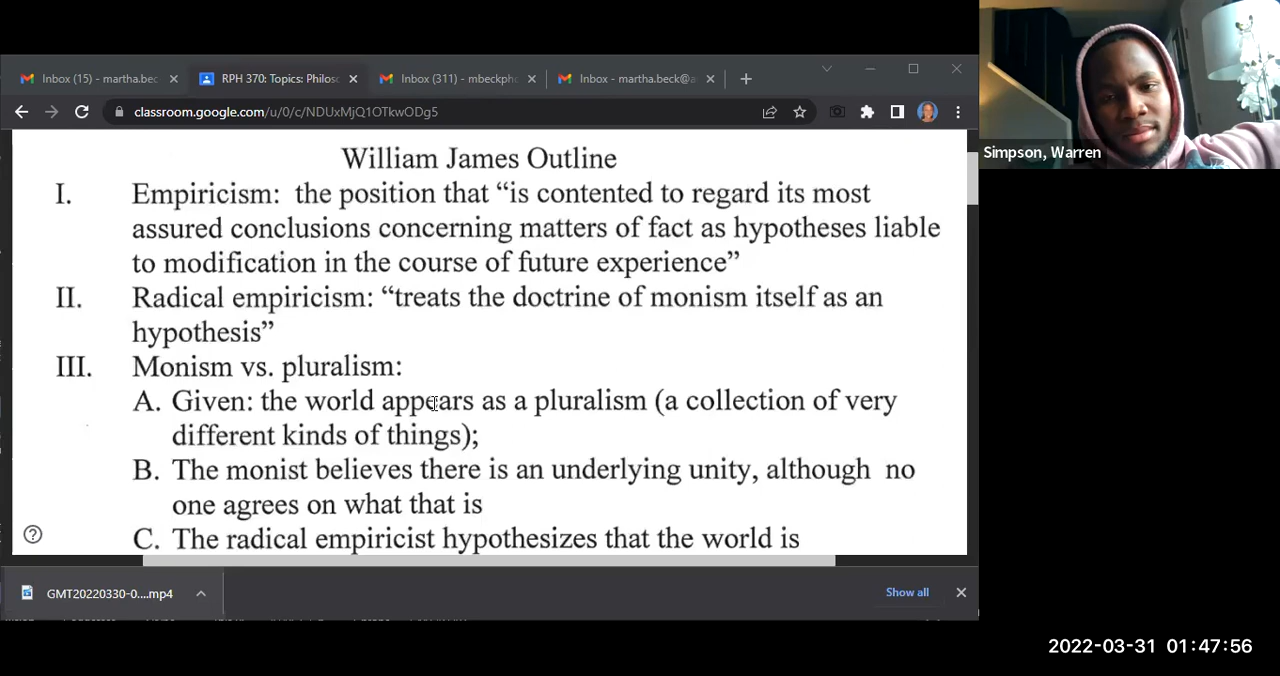 Inbox (15) - martha.bec
RPH 370: Topics: Philos
Inbox (311) - mbeckph
Inbox - martha.beck@a
classroom.google.com/u/0/c/NDUxMjQ1OTkwODg5
Simpson, Warren
William James Outline
I. Empiricism: the position that “is contented to regard its most
assured conclusions concerning matters of fact as hypotheses liable
to modification in the course of future experience”
II. Radical empiricism: “treats the doctrine of monism itself as an
hypothesis”
III. Monism vs. pluralism:
A. Given: the world appears as a pluralism (a collection of very
different kinds of things);
B. The monist believes there is an underlying unity, although no
one agrees on what that is
C. The radical empiricist hypothesizes that the world is
GMT20220330-0....mp4
Show all
2022-03-31 01:47:56